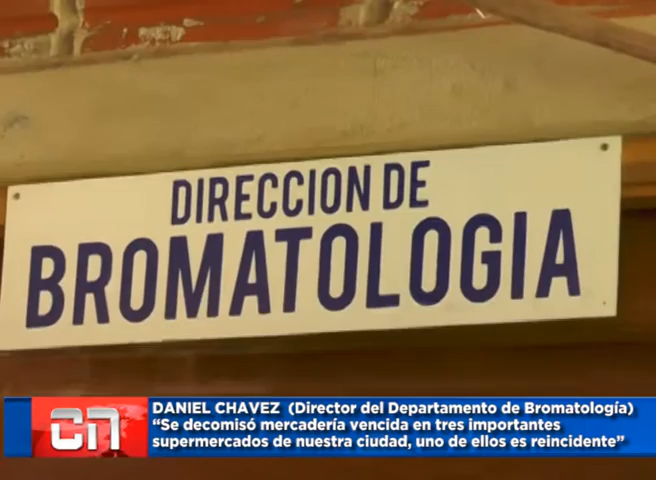 DIRECCION DE
BROMATOLOGIA
CN
DANIEL CHAVEZ (Director del Departamento de Bromatología)
“Se decomisó mercadería vencida en tres importantes
supermercados de nuestra ciudad, uno de ellos es reincidente”